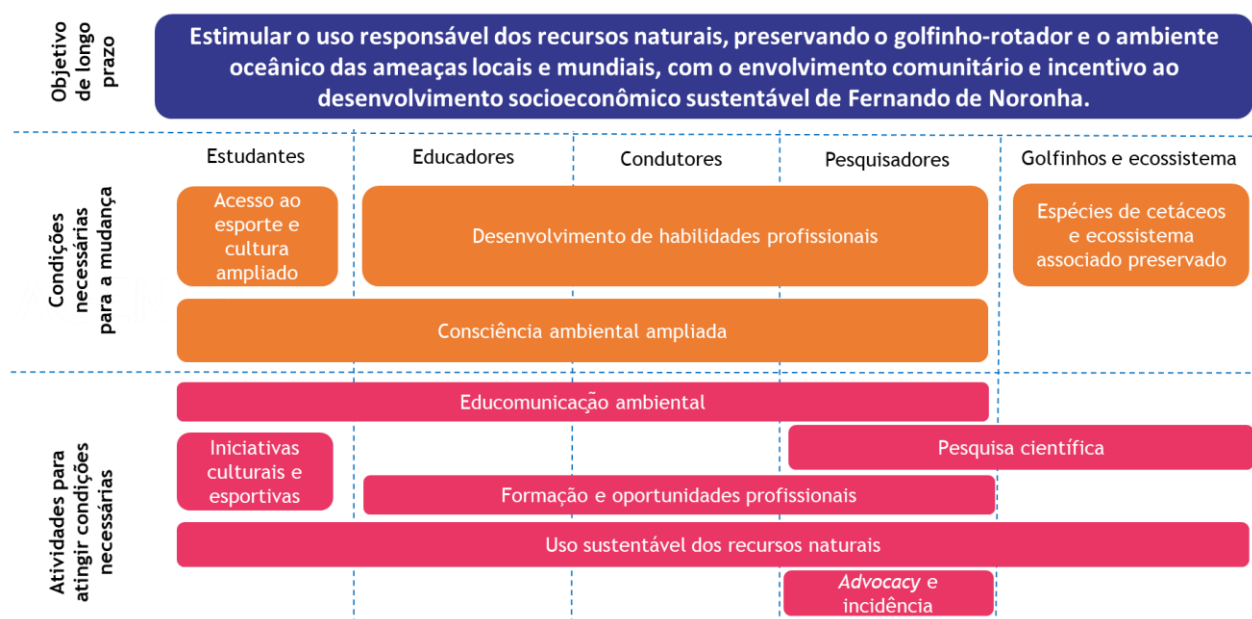 Objetivo
de longo
prazo
Estimular o uso responsável dos recursos naturais, preservando o golfinho-rotador e o ambiente
oceânico das ameaças locais e mundiais, com o envolvimento comunitário e incentivo ao
desenvolvimento socioeconômico sustentável de Fernando de Noronha.
Condições
necessárias
para a mudança
Estudantes
Educadores
Condutores
Pesquisadores
Golfinhos e ecossistema
Acesso ao
esporte e
cultura
ampliado
Desenvolvimento de habilidades profissionais
Espécies de cetáceos
e ecossistema
associado preservado
Consciência ambiental ampliada
Atividades para
atingir condições
necessárias
Educomunicação ambiental
Iniciativas
culturais e
esportivas
Pesquisa científica
Formação e oportunidades profissionais
Uso sustentável dos recursos naturais
Advocacy e
incidência